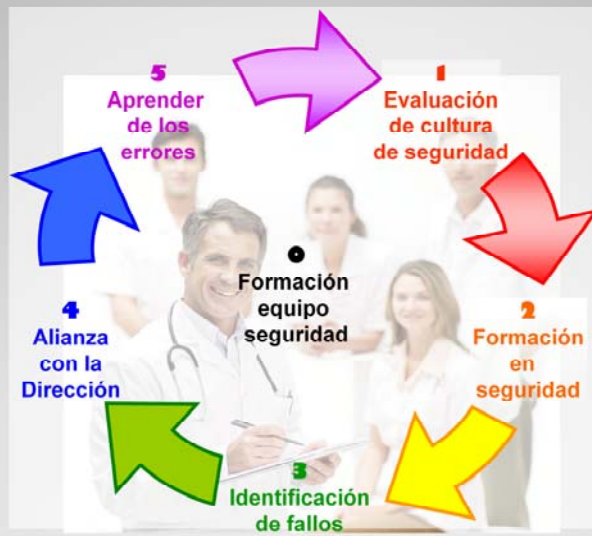 5
Aprender
de los
errores
1
Evaluación
de cultura
de seguridad
0
Formación
equipo
seguridad
4
Alianza
con la
Dirección
2
Formación
en
seguridad
3
Identificación
de fallos